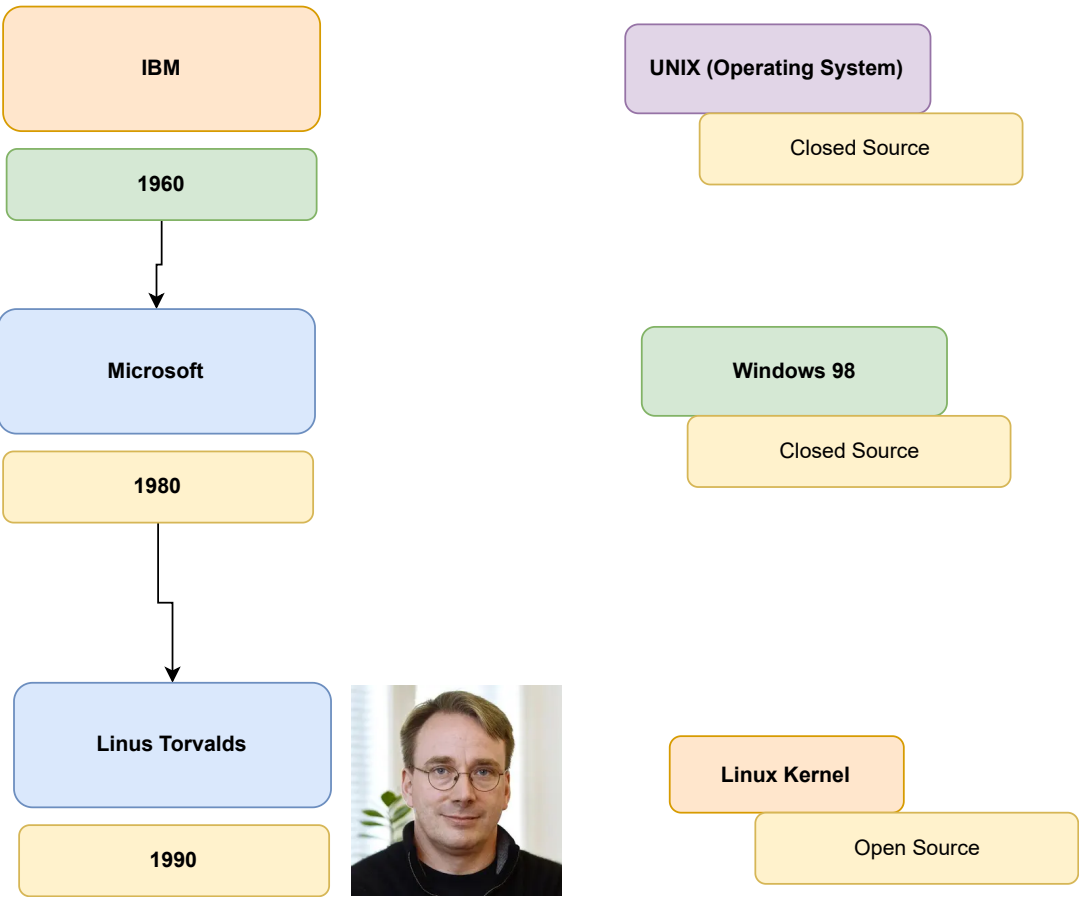 IBM
UNIX (Operating System)
Closed Source
1960
Microsoft
Windows 98
Closed Source
1980
Linus Torvalds
Linux Kernel
Open Source
1990